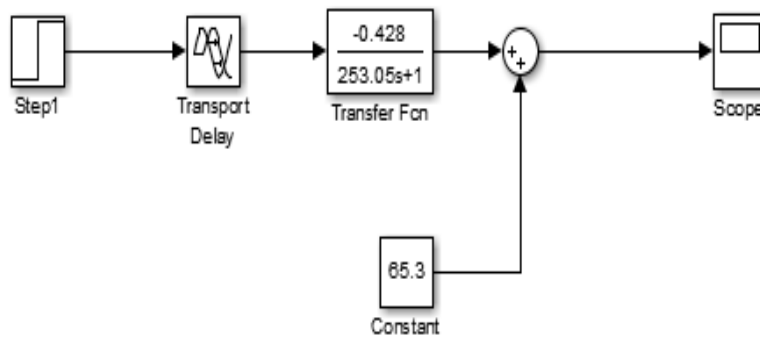 -0.428
253.05s+1
Step1
Transport
Delay
Transfer Fcn
+
+
Scope
65.3
Constant